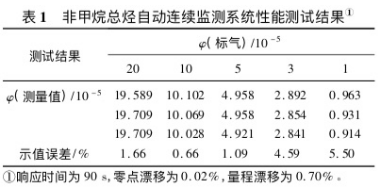 表 1 非甲烷总烃自动连续监测系统性能测试结果①
测试结果 φ(标气)/10⁻⁵
20 10 5 3 1
φ(测量值)/10⁻⁵ 19.589 10.102 4.958 2.892 0.963
19.709 10.069 4.958 2.854 0.931
19.709 10.028 4.921 2.841 0.914
示值误差/% 1.66 0.66 1.09 4.59 5.50
①响应时间为 90 s,零点漂移为 0.02%,量程漂移为 0.70%。